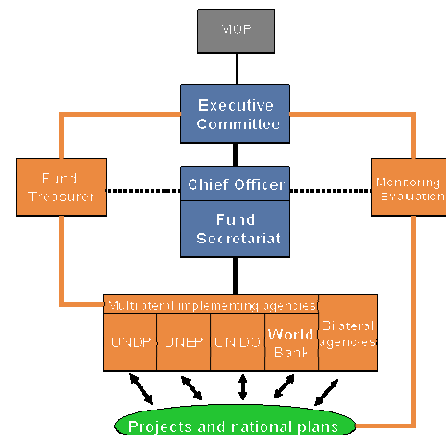 MOP
Executive
Committee
Fund
Treasurer
Chief Officer
Monitoring
Evaluation
Fund
Secretariat
Multilateral implementing agencies
UNDP
UNEP
UNIDO
World
Bank
Bilateral
agencies
Projects and national plans